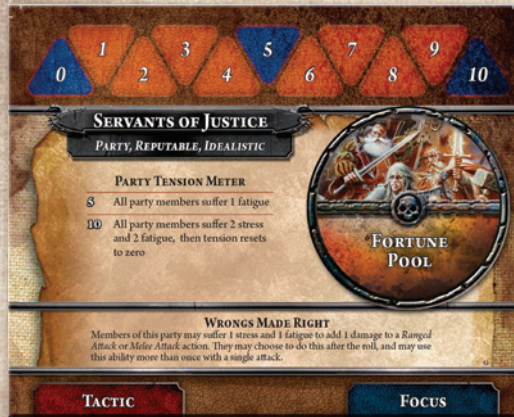 0 1 2 3 4 5 6 7 8 9 10
SERVANTS OF JUSTICE
PARTY, REPUTABLE, IDEALISTIC
PARTY TENSION METER
5 All party members suffer 1 fatigue
10 All party members suffer 2 stress
and 2 fatigue, then tension resets
to zero
FORTUNE
POOL
WRONGS MADE RIGHT
Members of this party may suffer 1 stress and 1 fatigue to add 1 damage to a Ranged
Attack or Melee Attack action. They may choose to do this after the roll, and may use
this ability more than once with a single attack.
TACTIC
FOCUS